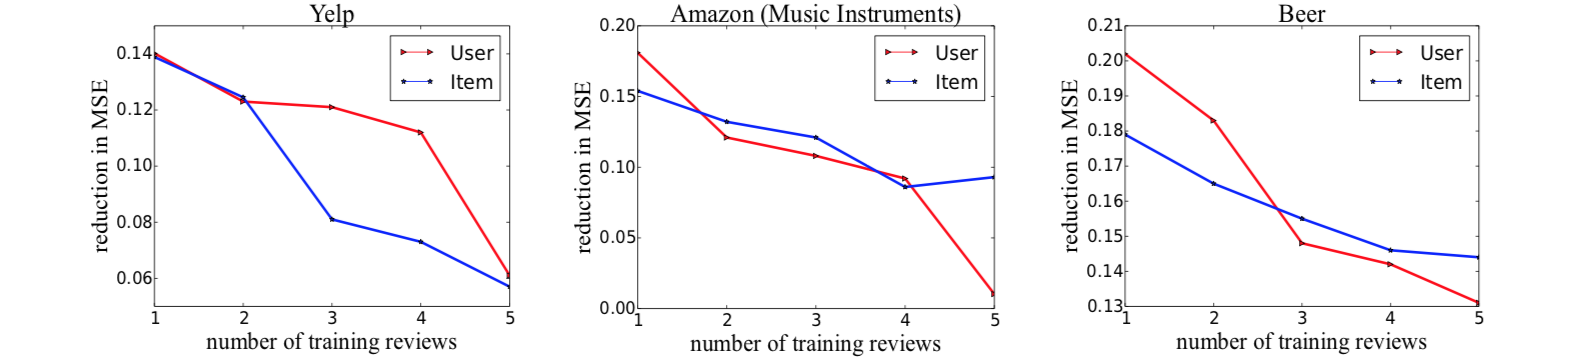 Yelp
0.14
0.12
0.10
0.08
0.06
reduction in MSE
User
Item
1 2 3 4 5
number of training reviews
Amazon (Music Instruments)
0.20
0.15
0.10
0.05
0.00
reduction in MSE
User
Item
1 2 3 4 5
number of training reviews
Beer
0.21
0.20
0.19
0.18
0.17
0.16
0.15
0.14
0.13
reduction in MSE
User
Item
1 2 3 4 5
number of training reviews